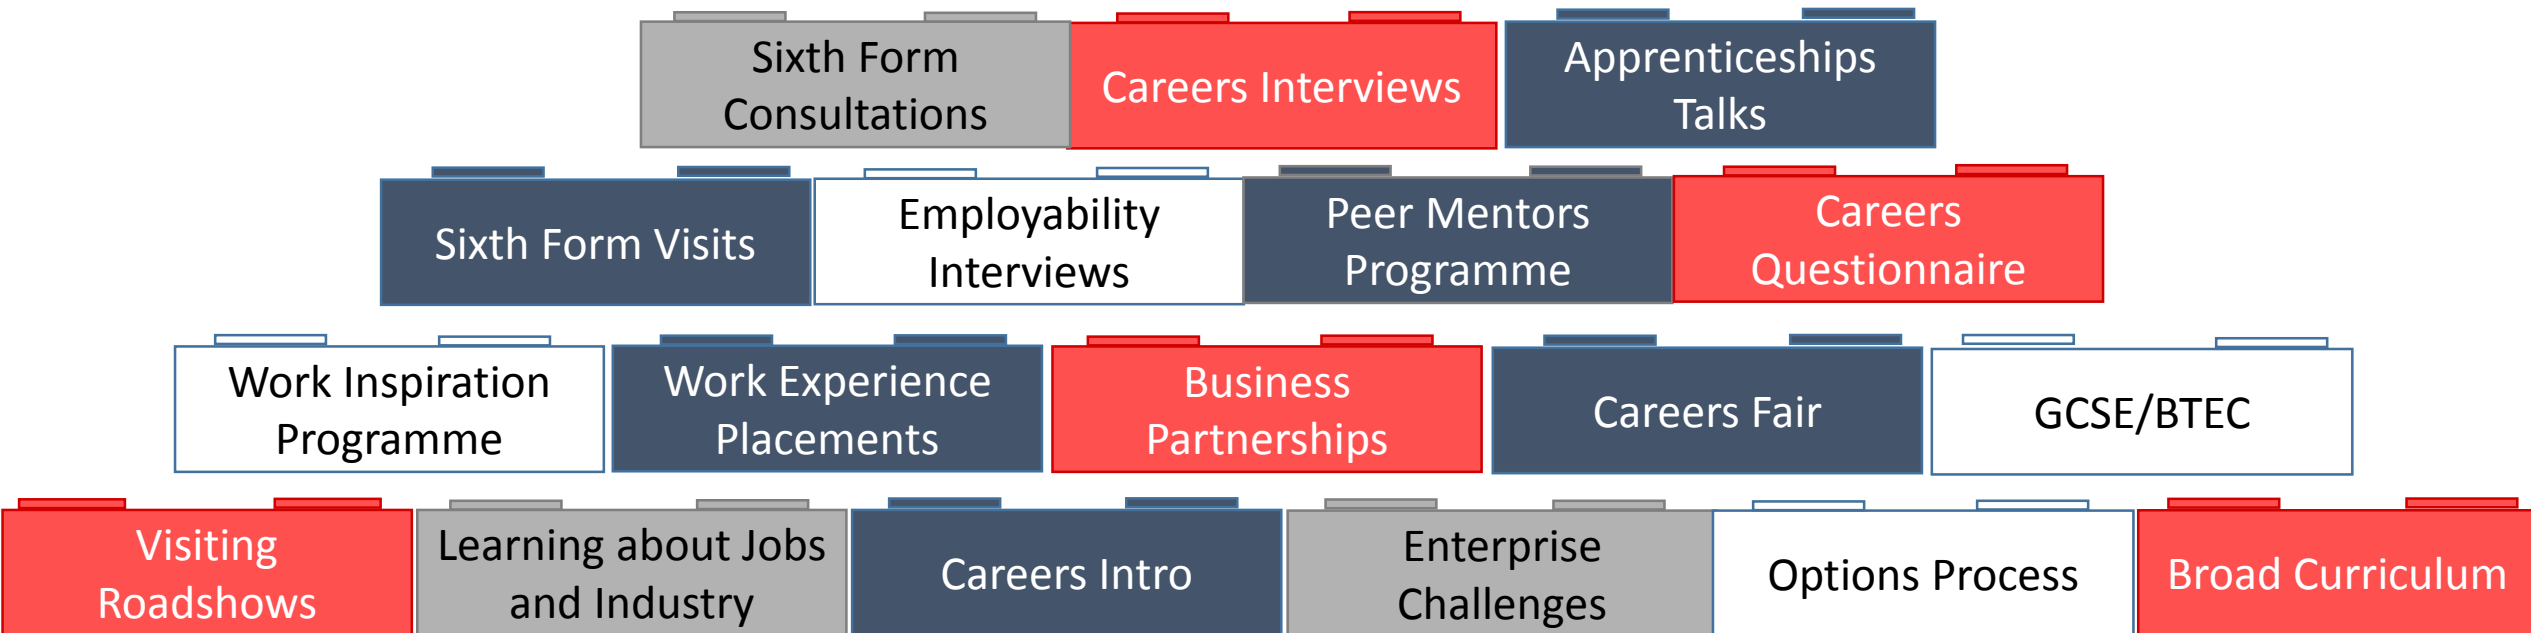 Sixth Form
Consultations
Careers Interviews
Apprenticeships
Talks
Sixth Form Visits
Employability
Interviews
Peer Mentors
Programme
Careers
Questionnaire
Work Inspiration
Programme
Work Experience
Placements
Business
Partnerships
Careers Fair
GCSE/BTEC
Visiting
Roadshows
Learning about Jobs
and Industry
Careers Intro
Enterprise
Challenges
Options Process
Broad Curriculum